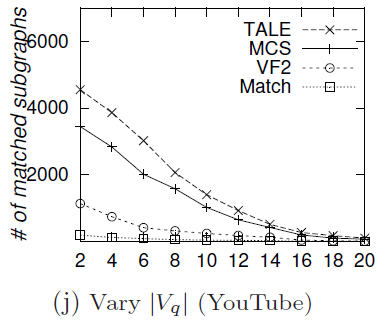 # of matched subgraphs
6000
4000
2000
TALE
MCS
VF2
Match
2 4 6 8 10 12 14 16 18 20
(j) Vary |Vq| (YouTube)